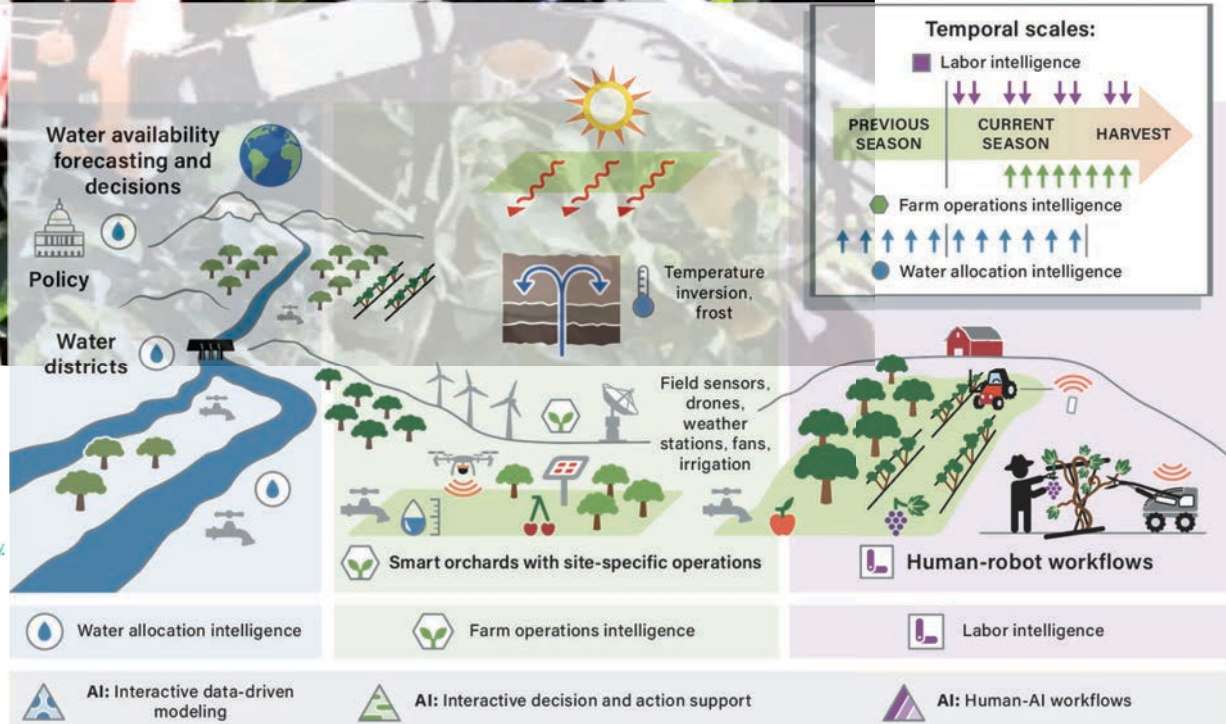 Temporal scales:
Labor intelligence
PREVIOUS
SEASON
CURRENT
SEASON
HARVEST
Farm operations intelligence
Water allocation intelligence
Water availability
forecasting and
decisions
Policy
Water
districts
Temperature
inversion,
frost
Field sensors,
drones,
weather
stations, fans,
irrigation
Smart orchards with site-specific operations
Human-robot workflows
Water allocation intelligence
Farm operations intelligence
Labor intelligence
AI: Interactive data-driven
modeling
AI: Interactive decision and action support
AI: Human-AI workflows